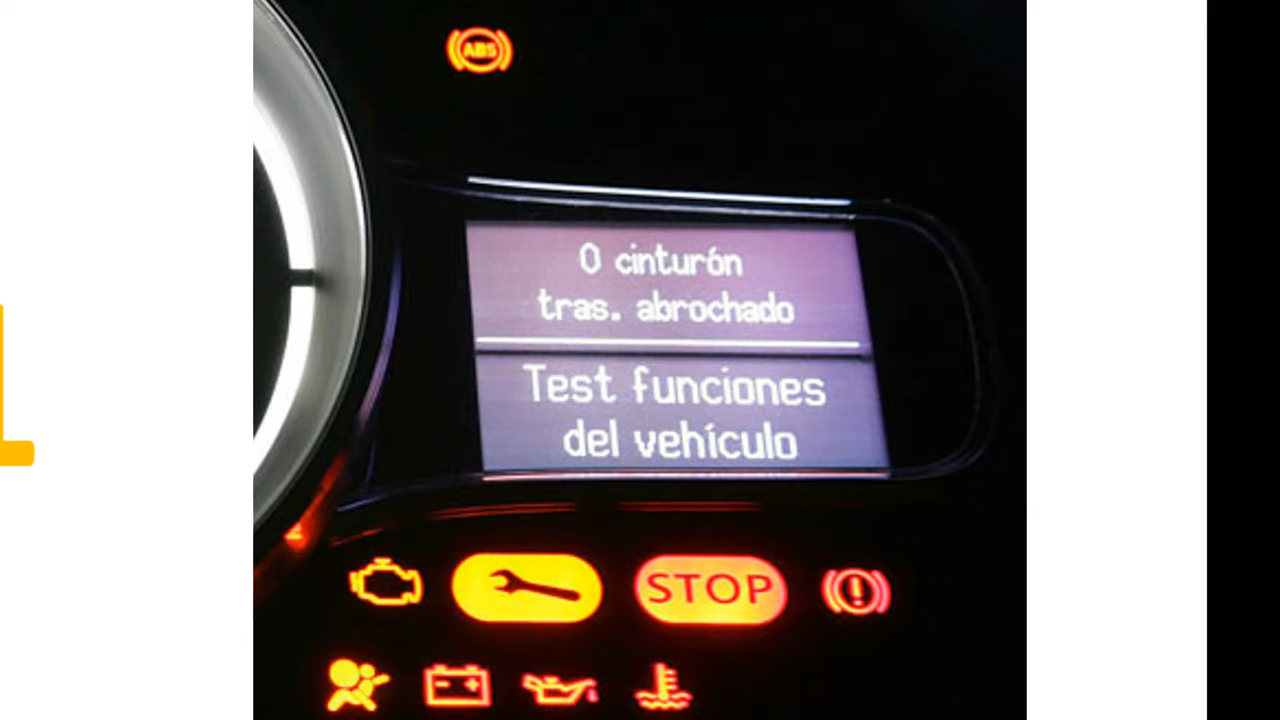 ABS
0 cinturón
tras. abrochado
Test funciones
del vehículo
STOP